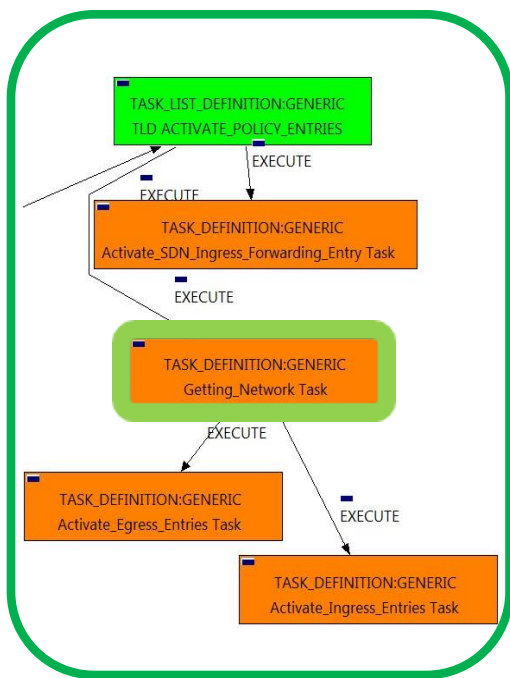 TASK_LIST_DEFINITION:GENERIC
TLD ACTIVATE_POLICY_ENTRIES
EXECUTE
EXECUTE
TASK_DEFINITION:GENERIC
Activate_SDN_Ingress_Forwarding_Entry Task
EXECUTE
TASK_DEFINITION:GENERIC
Getting_Network Task
EXECUTE
TASK_DEFINITION:GENERIC
Activate_Egress_Entries Task
EXECUTE
TASK_DEFINITION:GENERIC
Activate_Ingress_Entries Task